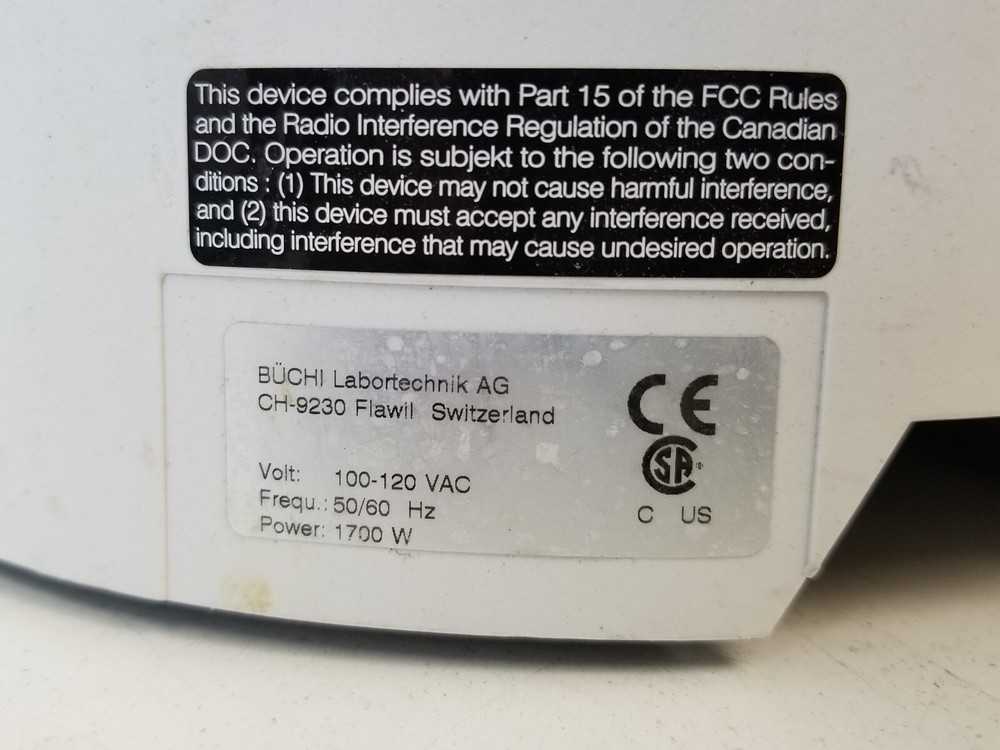 This device complies with Part 15 of the FCC Rules
and the Radio Interference Regulation of the Canadian
DOC. Operation is subjekt to the following two con-
ditions : (1) This device may not cause harmful interference,
and (2) this device must accept any interference received,
including interference that may cause undesired operation.
BÜCHI Labortechnik AG
CH-9230 Flawil Switzerland
CE
SA
C US
Volt: 100-120 VAC
Frequ.: 50/60 Hz
Power: 1700 W